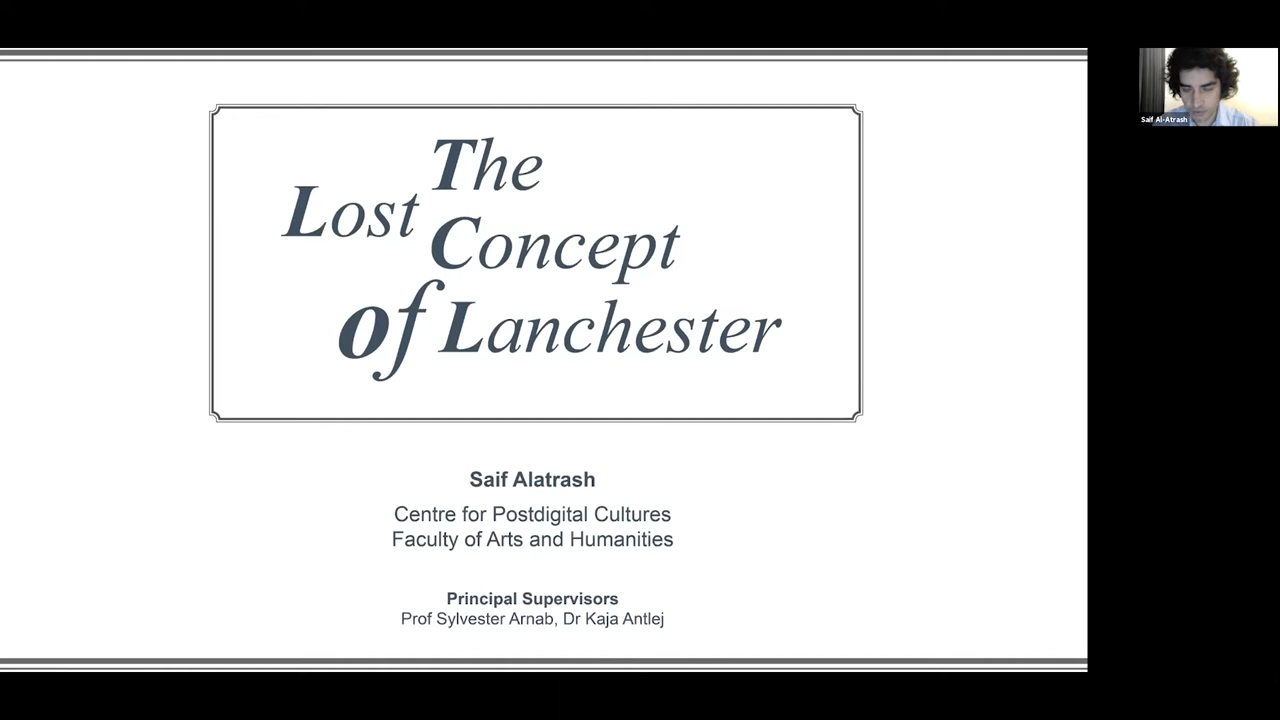 The
Lost
Concept
of Lanchester
Saif Alatrash
Centre for Postdigital Cultures
Faculty of Arts and Humanities
Principal Supervisors
Prof Sylvester Arnab, Dr Kaja Antlej
Saif Al-Atrash